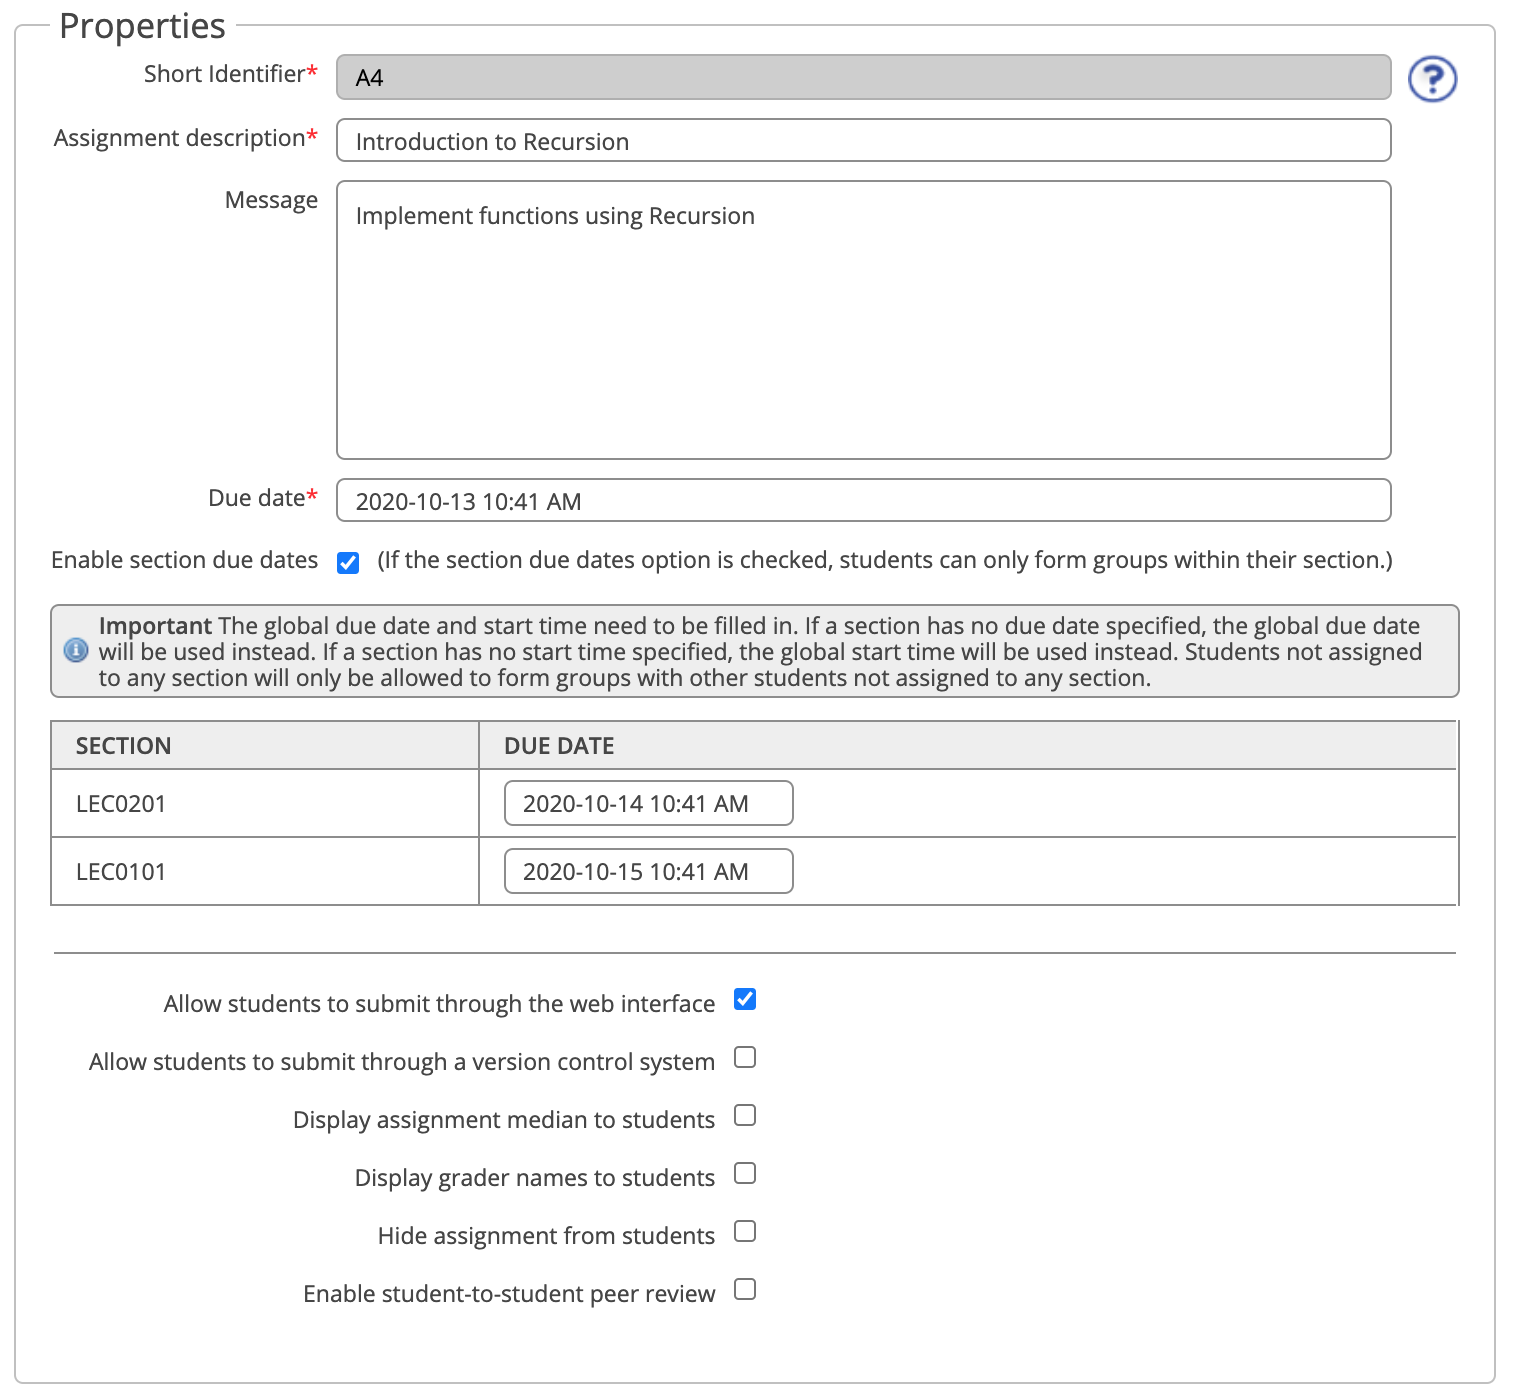 Properties
Short Identifier* A4
Assignment description* Introduction to Recursion
Message Implement functions using Recursion
Due date* 2020-10-13 10:41 AM
Enable section due dates (If the section due dates option is checked, students can only form groups within their section.)
Important The global due date and start time need to be filled in. If a section has no due date specified, the global due date
will be used instead. If a section has no start time specified, the global start time will be used instead. Students not assigned
to any section will only be allowed to form groups with other students not assigned to any section.
SECTION DUE DATE
LEC0201 2020-10-14 10:41 AM
LEC0101 2020-10-15 10:41 AM
Allow students to submit through the web interface
Allow students to submit through a version control system
Display assignment median to students
Display grader names to students
Hide assignment from students
Enable student-to-student peer review